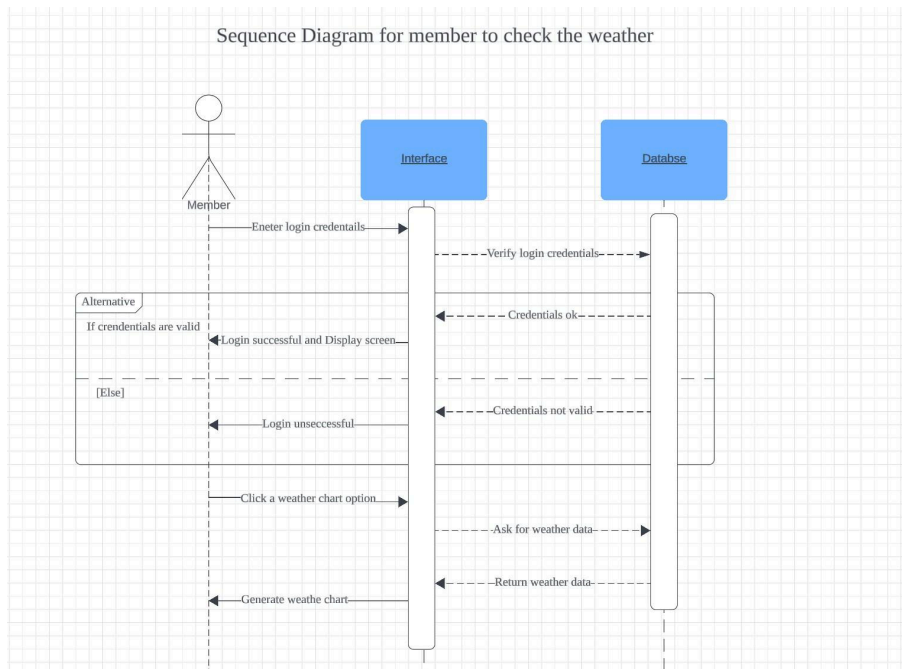 Sequence Diagram for member to check the weather
Interface
Databse
Member
Eneter login credentails
Verify login credentials
Alternative
Credentials ok
If crendentials are valid
Login successful and Display screen
[Else]
Credentials not valid
Login unseccessful
Click a weather chart option
Ask for weather data
Return weather data
Generate weathe chart